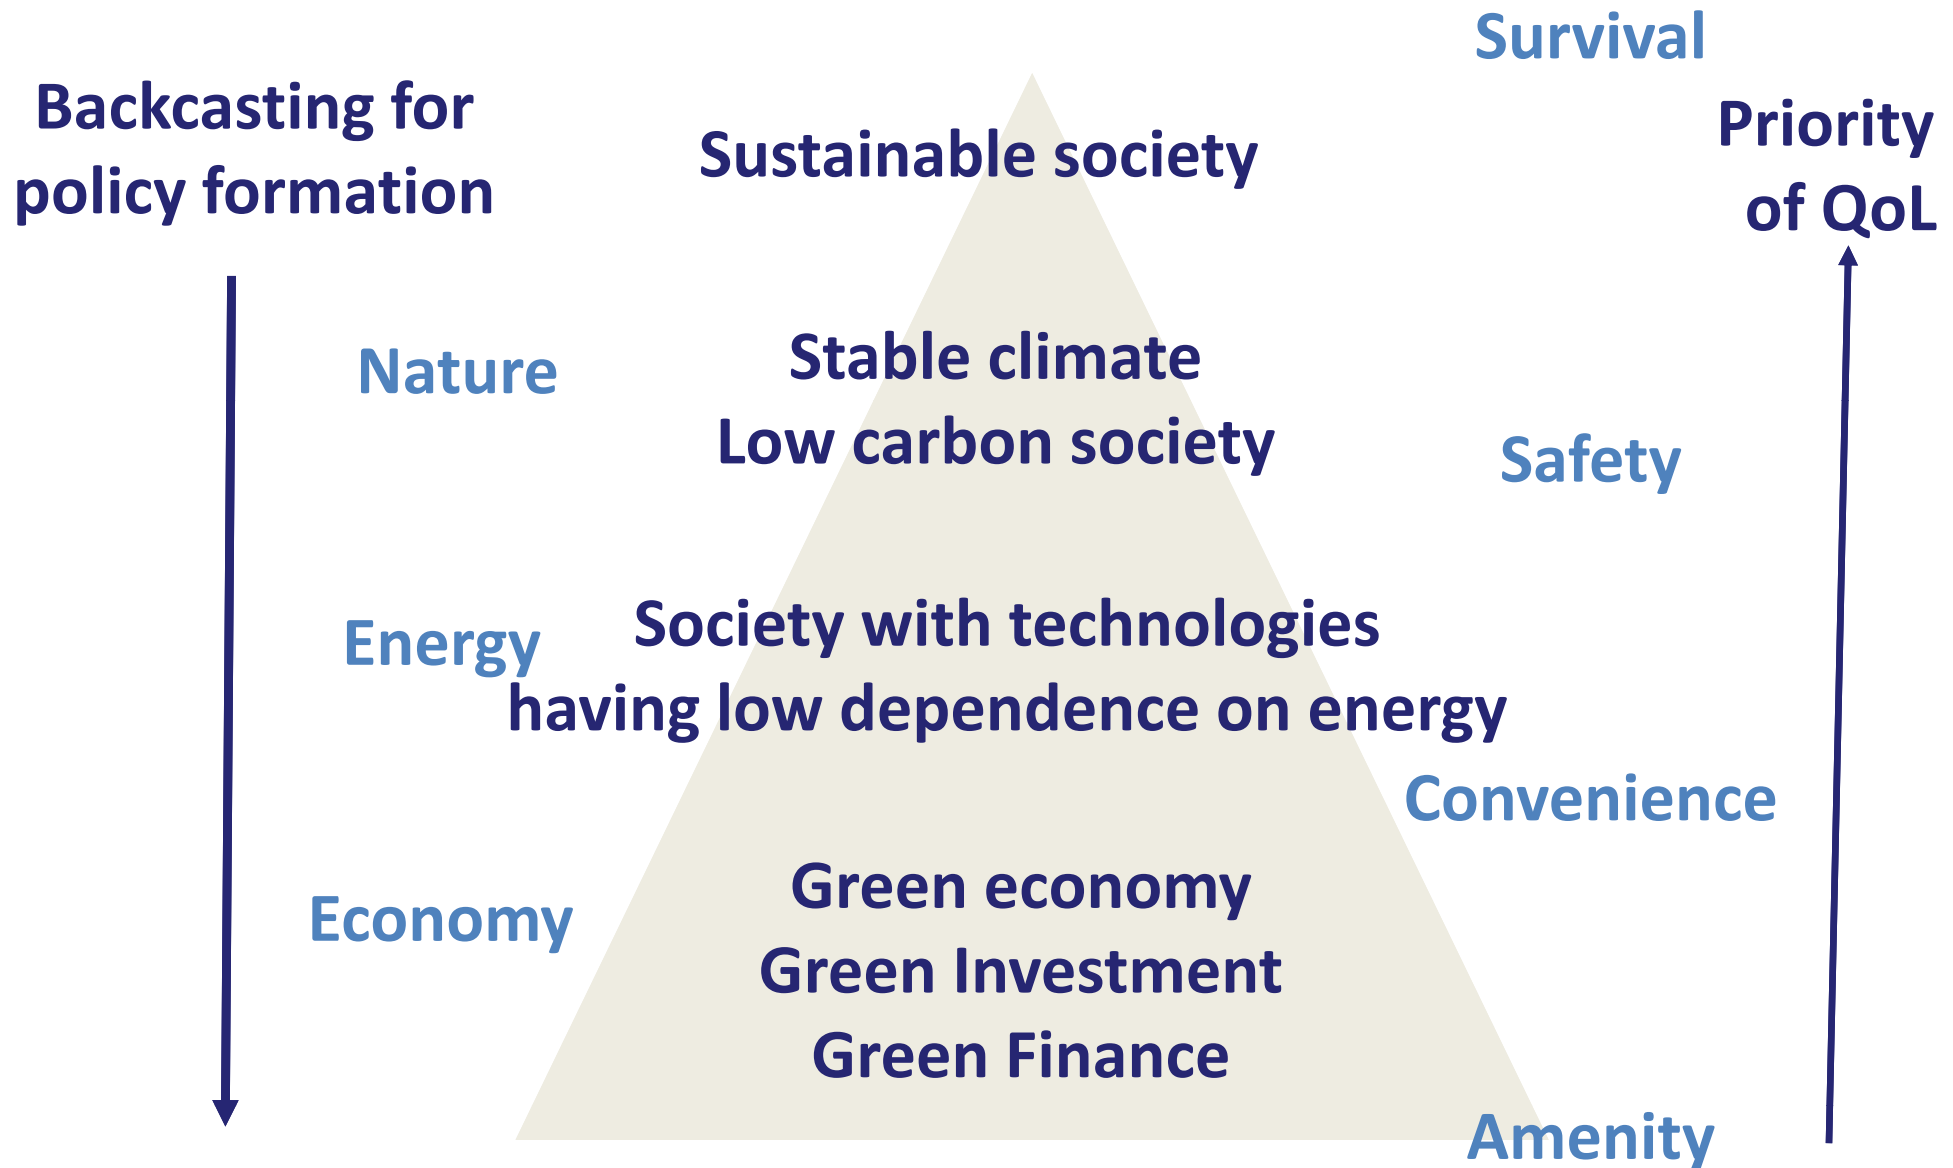 Survival
Backcasting for
policy formation
Sustainable society
Priority
of QoL
Nature
Stable climate
Low carbon society
Safety
Energy
Society with technologies
having low dependence on energy
Convenience
Economy
Green economy
Green Investment
Green Finance
Amenity